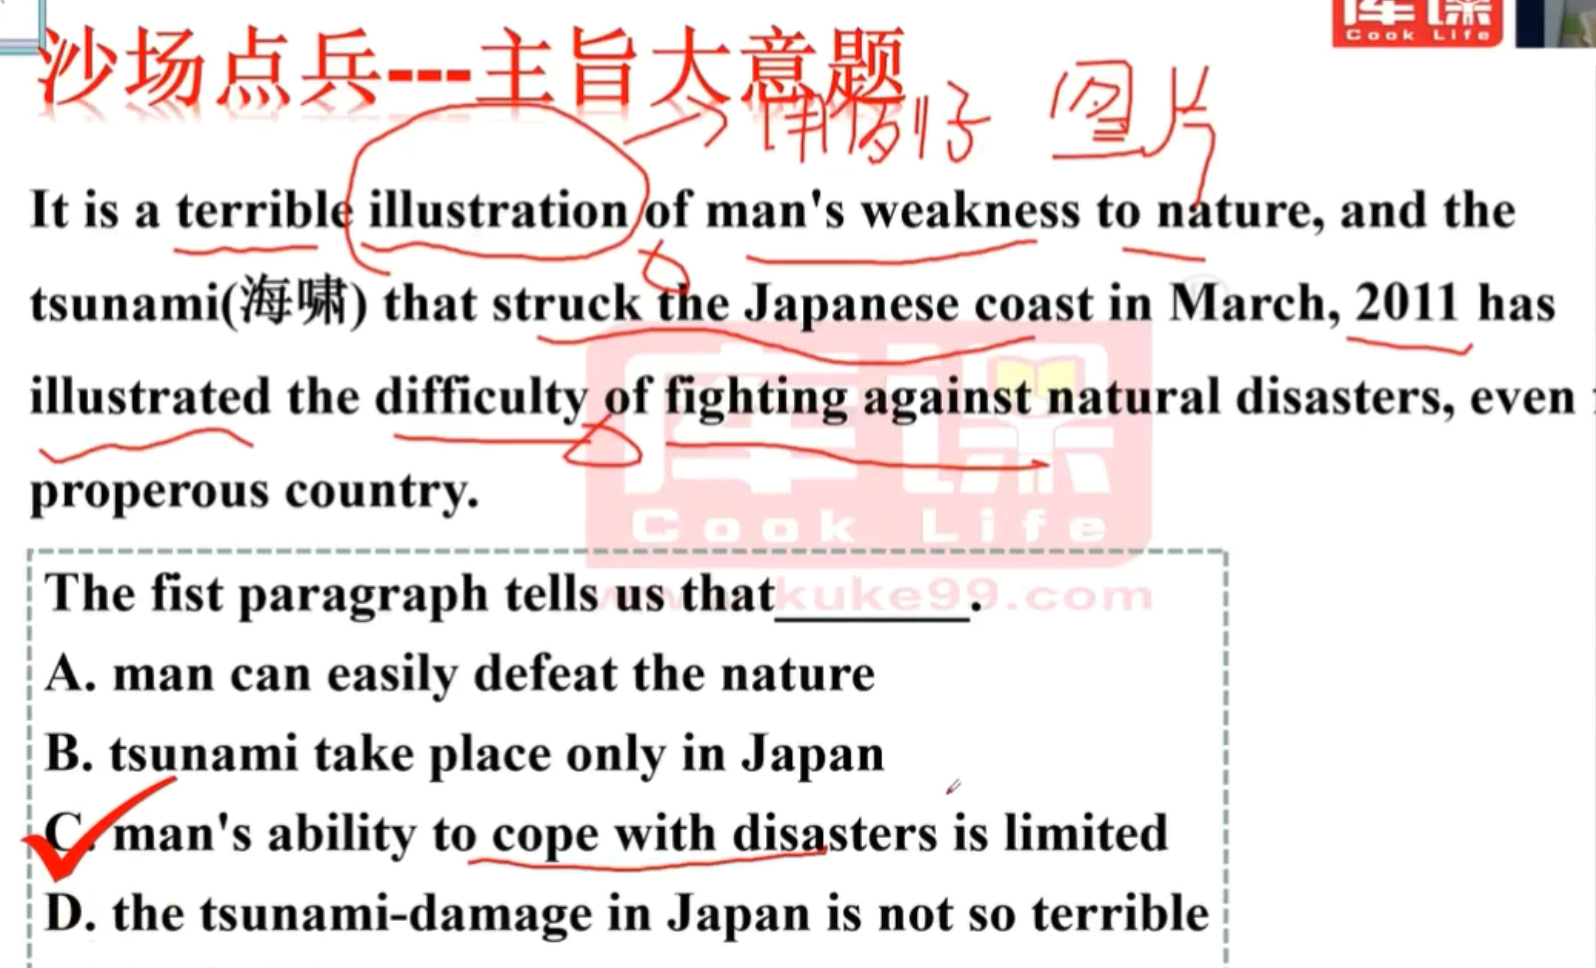 库课
Cook Life
沙场点兵---主旨大意题
用例子 图片
It is a terrible illustration of man's weakness to nature, and the
tsunami(海啸) that struck the Japanese coast in March, 2011 has
illustrated the difficulty of fighting against natural disasters, even
properous country.
库课
Cook Life
kuke99.com
The fist paragraph tells us that_______.
A. man can easily defeat the nature
B. tsunami take place only in Japan
C. man's ability to cope with disasters is limited
D. the tsunami-damage in Japan is not so terrible